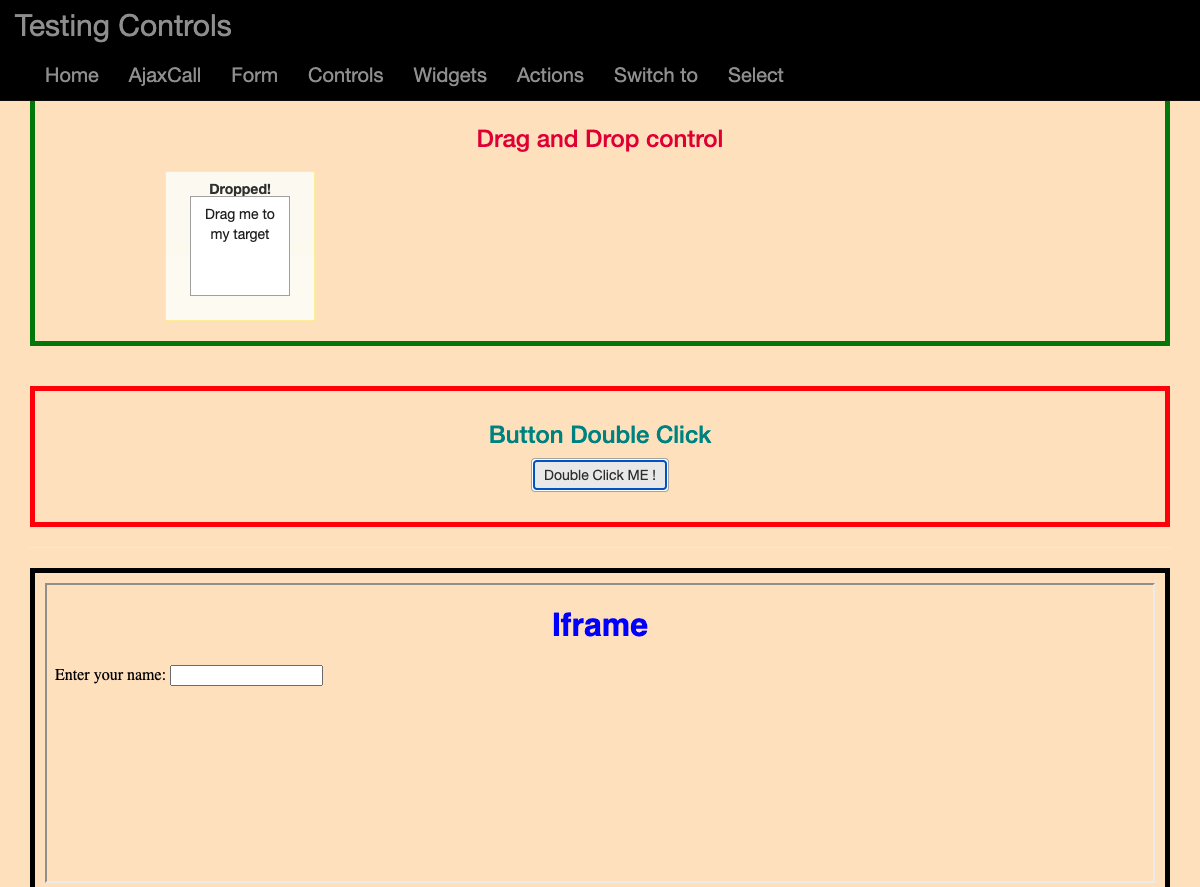 Testing Controls
Home AjaxCall Form Controls Widgets Actions Switch to Select
Drag and Drop control
Dropped!
Drag me to
my target
Button Double Click
Double Click ME !
Iframe
Enter your name: